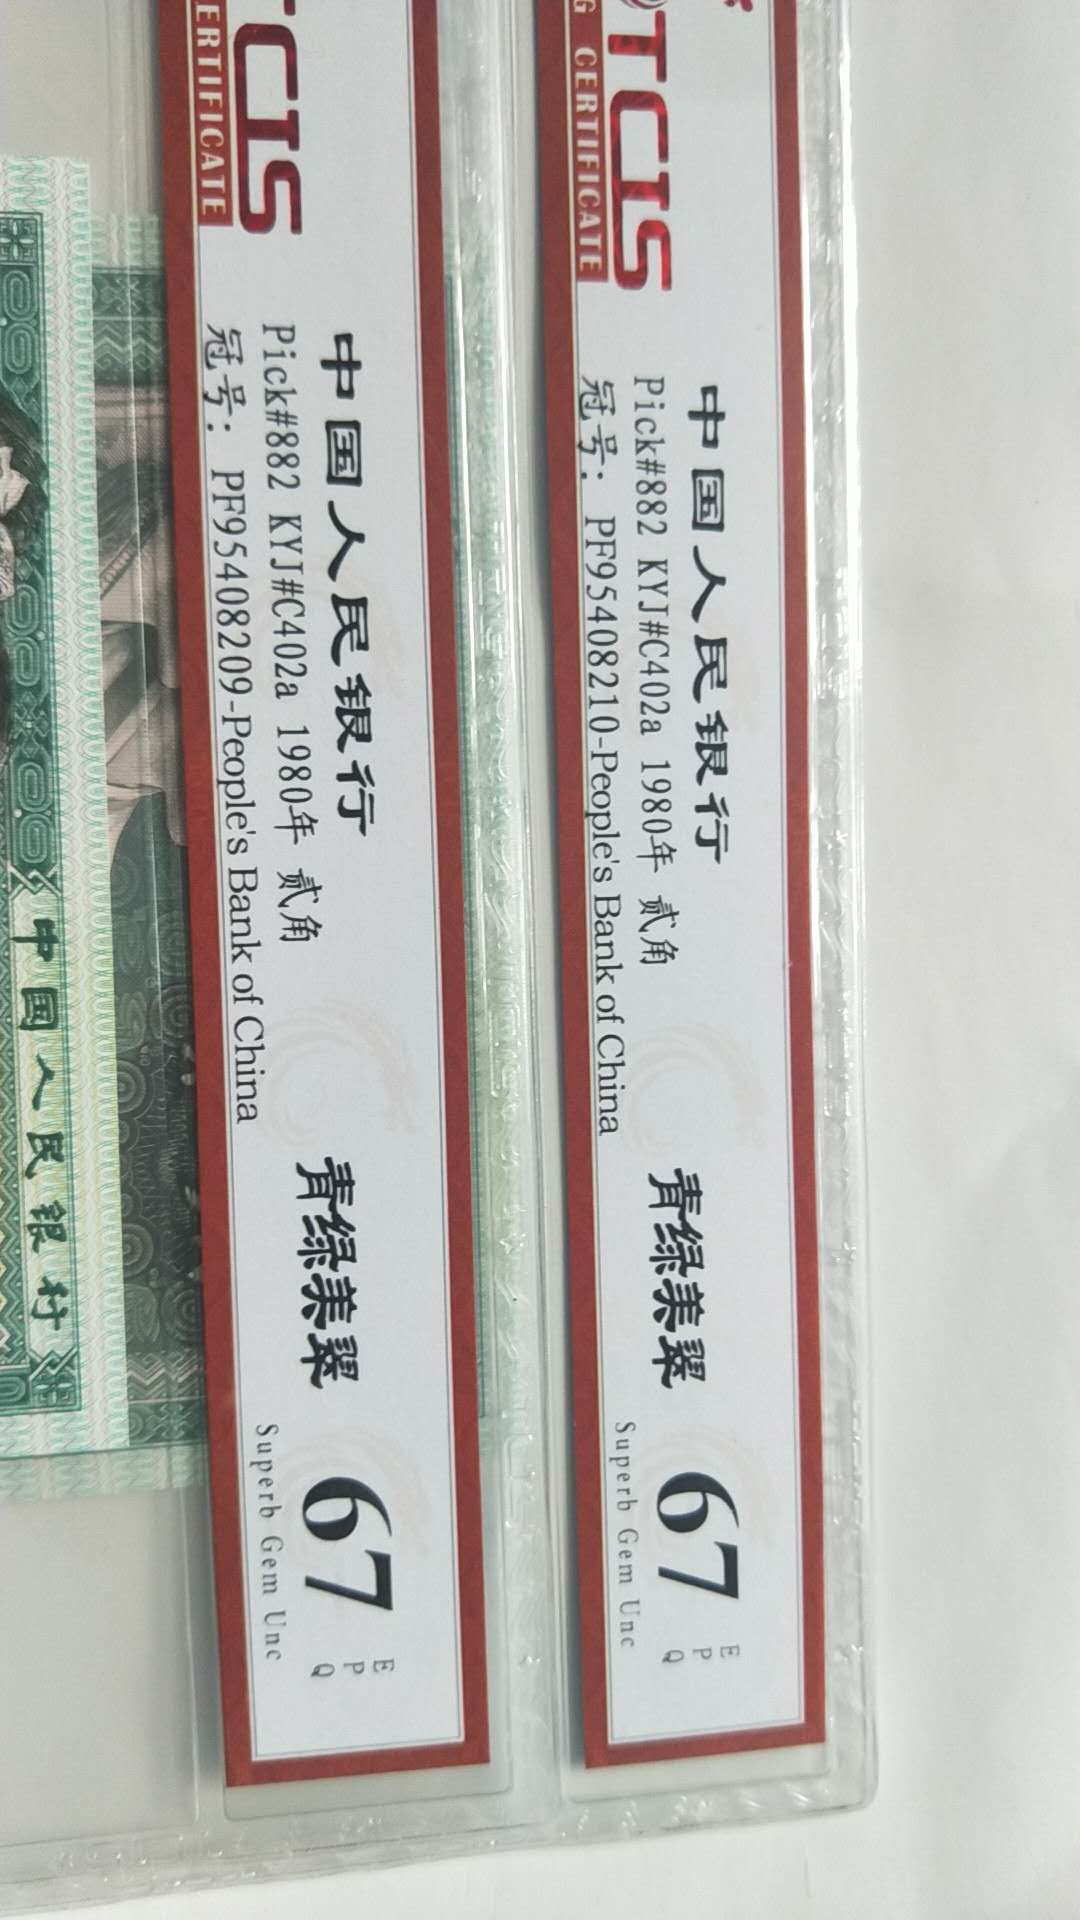 TCIS
G CERTIFICATE
中国人民银行
Pick#882 KYJ#C402a 1980年 贰角
冠号: PF95408210-People's Bank of China
青绿美翠
67
EPQ
Superb Gem Unc
TCIS
ERTIFICATE
中国人民银行
Pick#882 KYJ#C402a 1980年 贰角
冠号: PF95408209-People's Bank of China
青绿美翠
67
EPQ
Superb Gem Unc
中国人民银行